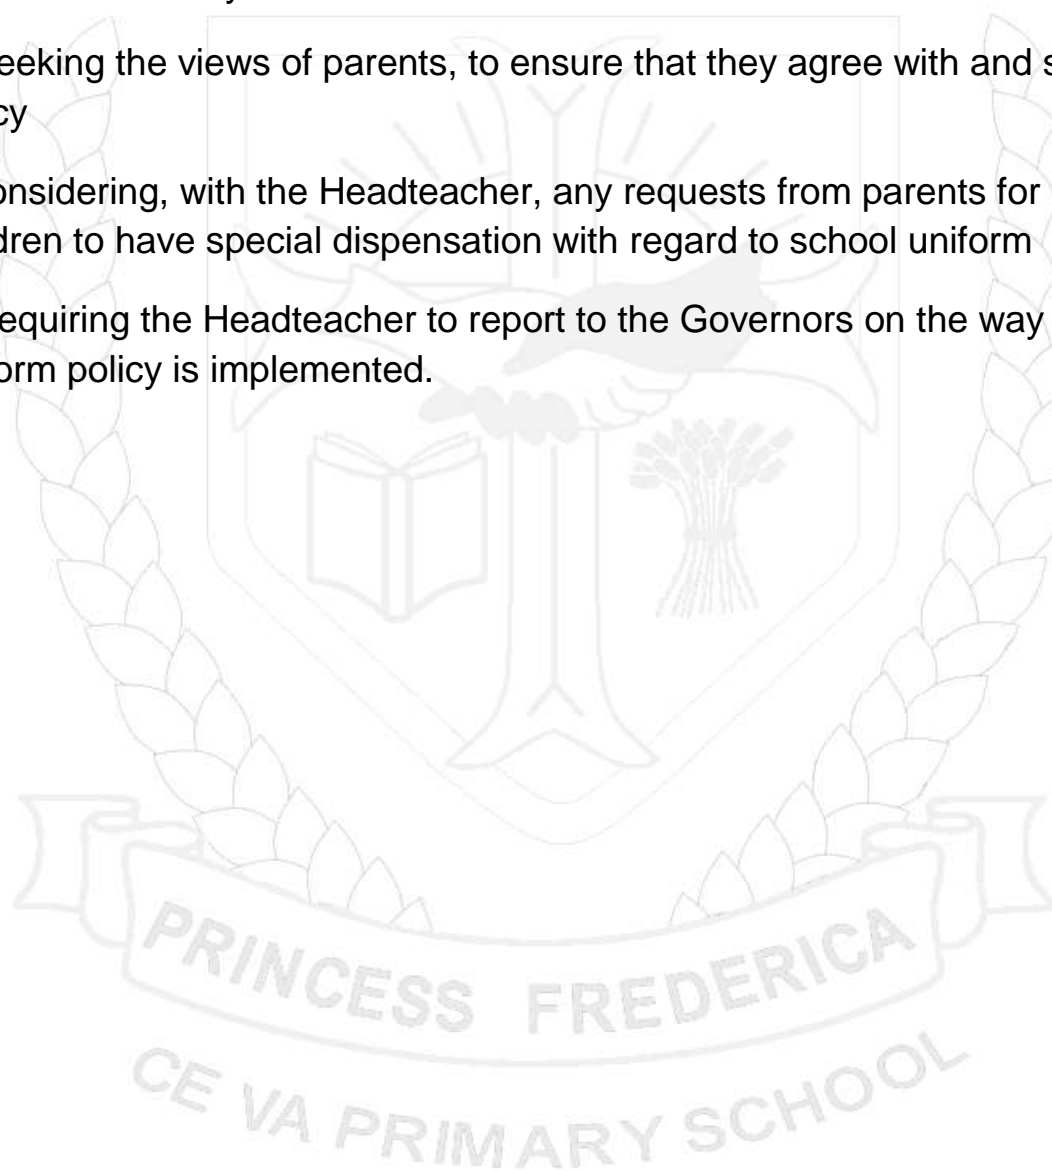 eeking the views of parents, to ensure that they agree with and s
cy
onsidering, with the Headteacher, any requests from parents for
dren to have special dispensation with regard to school uniform
equiring the Headteacher to report to the Governors on the way
orm policy is implemented.
PRINCESS FREDERICA
CE VA PRIMARY SCHOOL